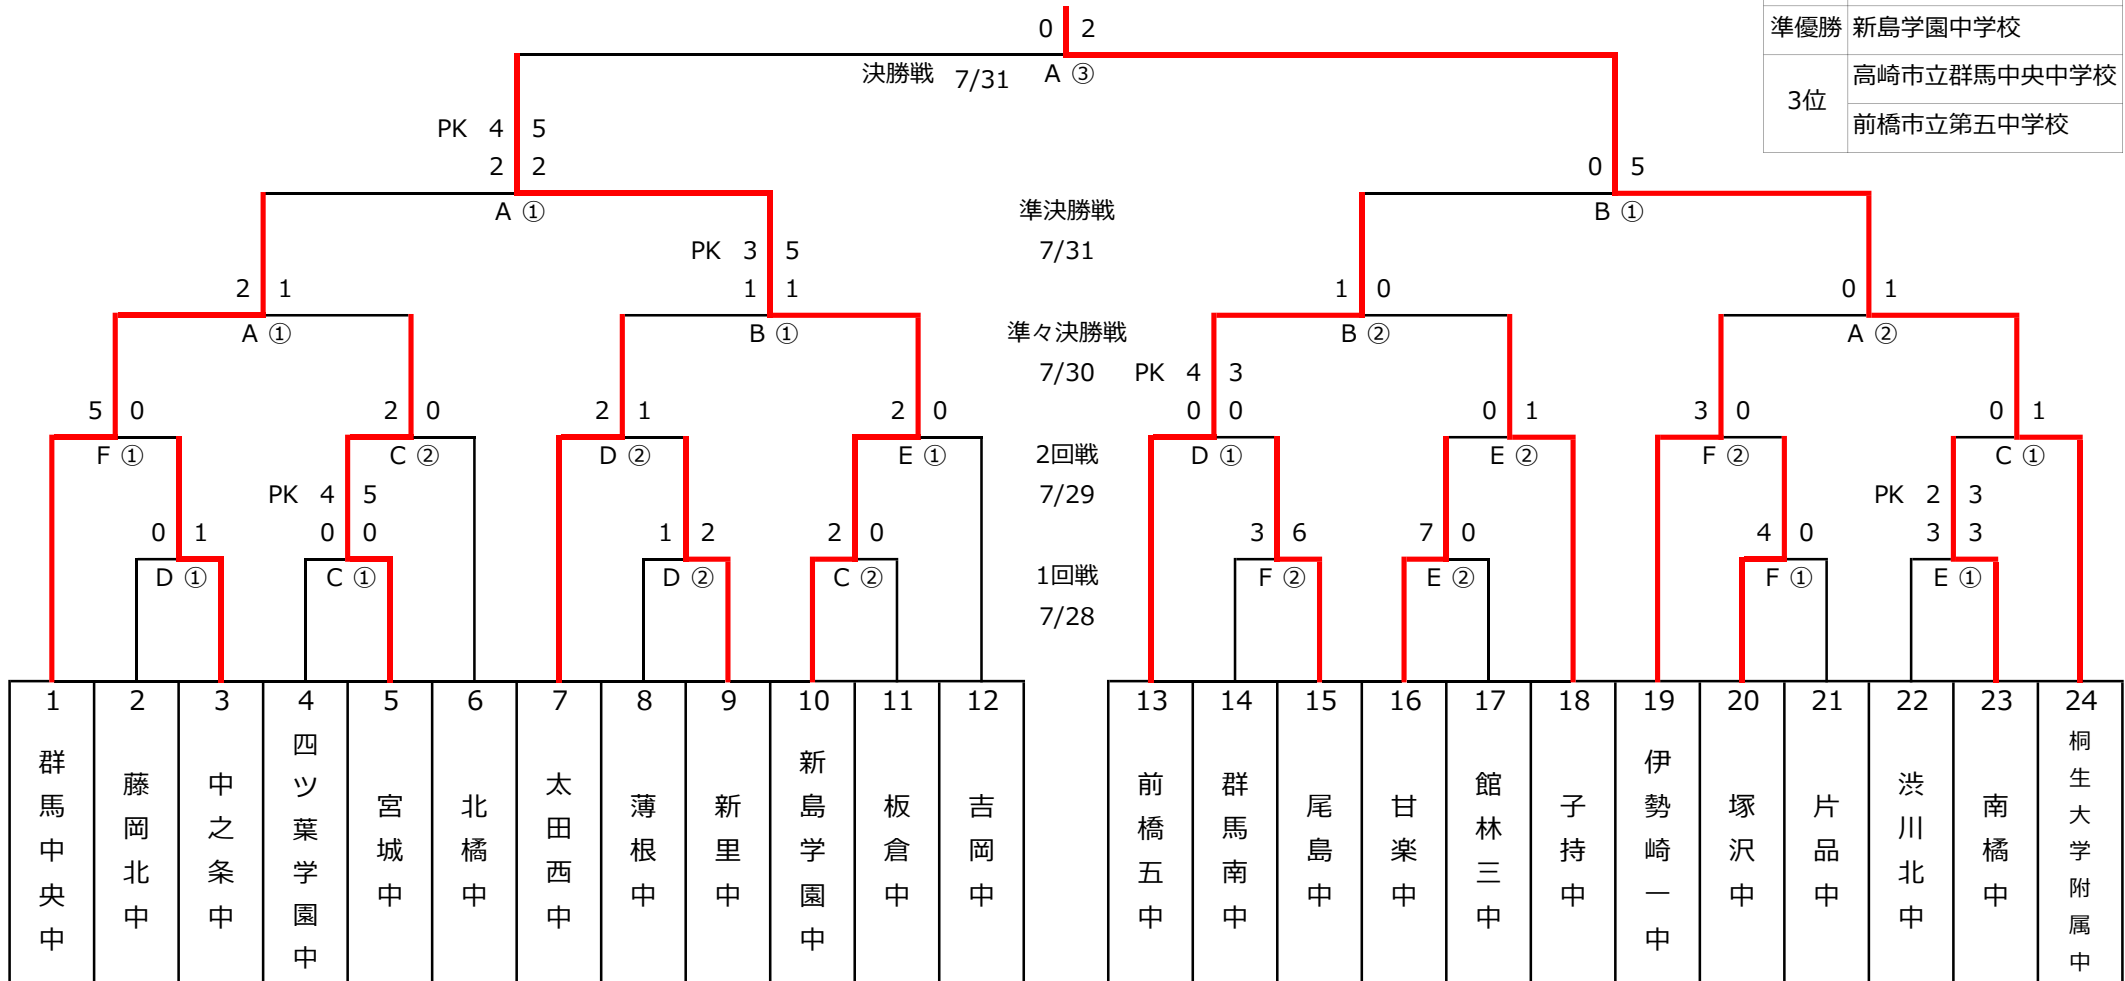 0 2
準優勝 新島学園中学校
決勝戦 7/31 A ③
高崎市立群馬中央中学校
3位
前橋市立第五中学校
PK 4 5
2 2
0 5
A ①
準決勝戦
B ①
7/31
PK 3 5
2 1
1 1
1 0
0 1
A ①
B ①
準々決勝戦
B ②
A ②
7/30
PK 4 3
5 0
2 0
2 1
2 0
0 0
0 1
3 0
0 1
F ①
C ②
D ②
E ①
2回戦
D ①
E ②
F ②
C ①
PK 4 5
7/29
PK 2 3
0 1
0 0
1 2
2 0
3 6
7 0
4 0
3 3
D ①
C ①
D ②
C ②
1回戦
F ②
E ②
F ①
E ①
7/28
1 群馬中央中
2 藤岡北中
3 中之条中
4 四ツ葉学園中
5 宮城中
6 北橘中
7 太田西中
8 薄根中
9 新里中
10 新島学園中
11 板倉中
12 吉岡中
13 前橋五中
14 群馬南中
15 尾島中
16 甘楽中
17 館林三中
18 子持中
19 伊勢崎一中
20 塚沢中
21 片品中
22 渋川北中
23 南橘中
24 桐生大学附属中